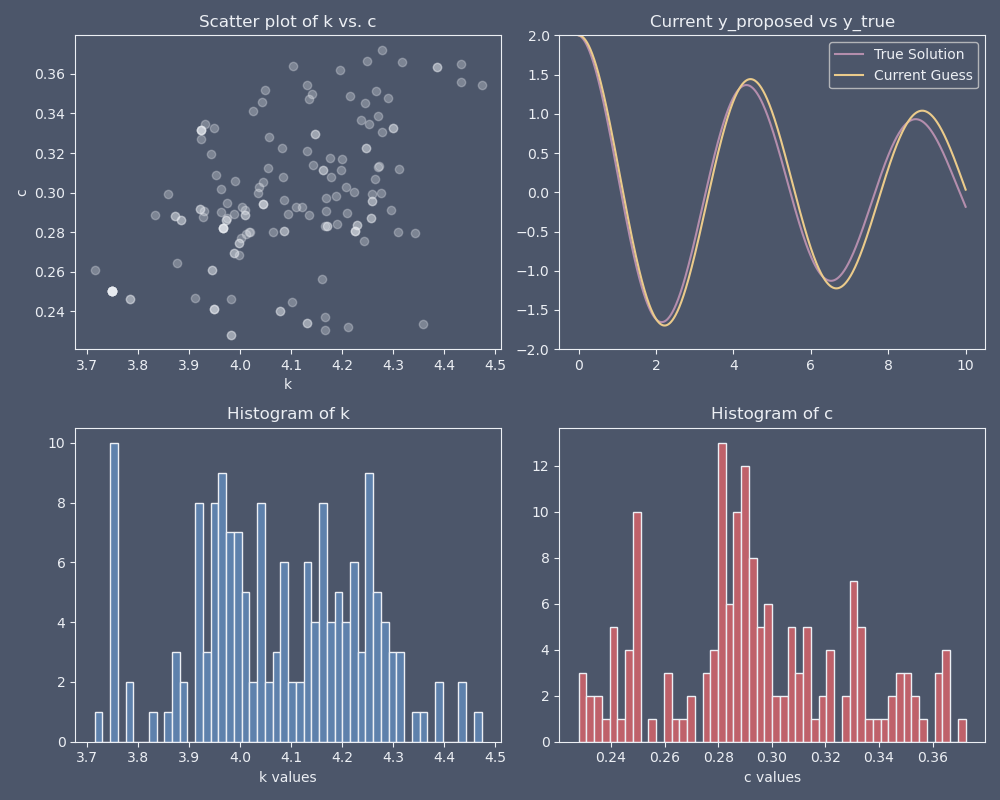 Scatter plot of k vs. c
c
0.36
0.34
0.32
0.30
0.28
0.26
0.24
3.7 3.8 3.9 4.0 4.1 4.2 4.3 4.4 4.5
k
Current y_proposed vs y_true
True Solution
Current Guess
2.0
1.5
1.0
0.5
0.0
−0.5
−1.0
−1.5
−2.0
0 2 4 6 8 10
Histogram of k
10
8
6
4
2
0
3.7 3.8 3.9 4.0 4.1 4.2 4.3 4.4 4.5
k values
Histogram of c
12
10
8
6
4
2
0
0.24 0.26 0.28 0.30 0.32 0.34 0.36
c values